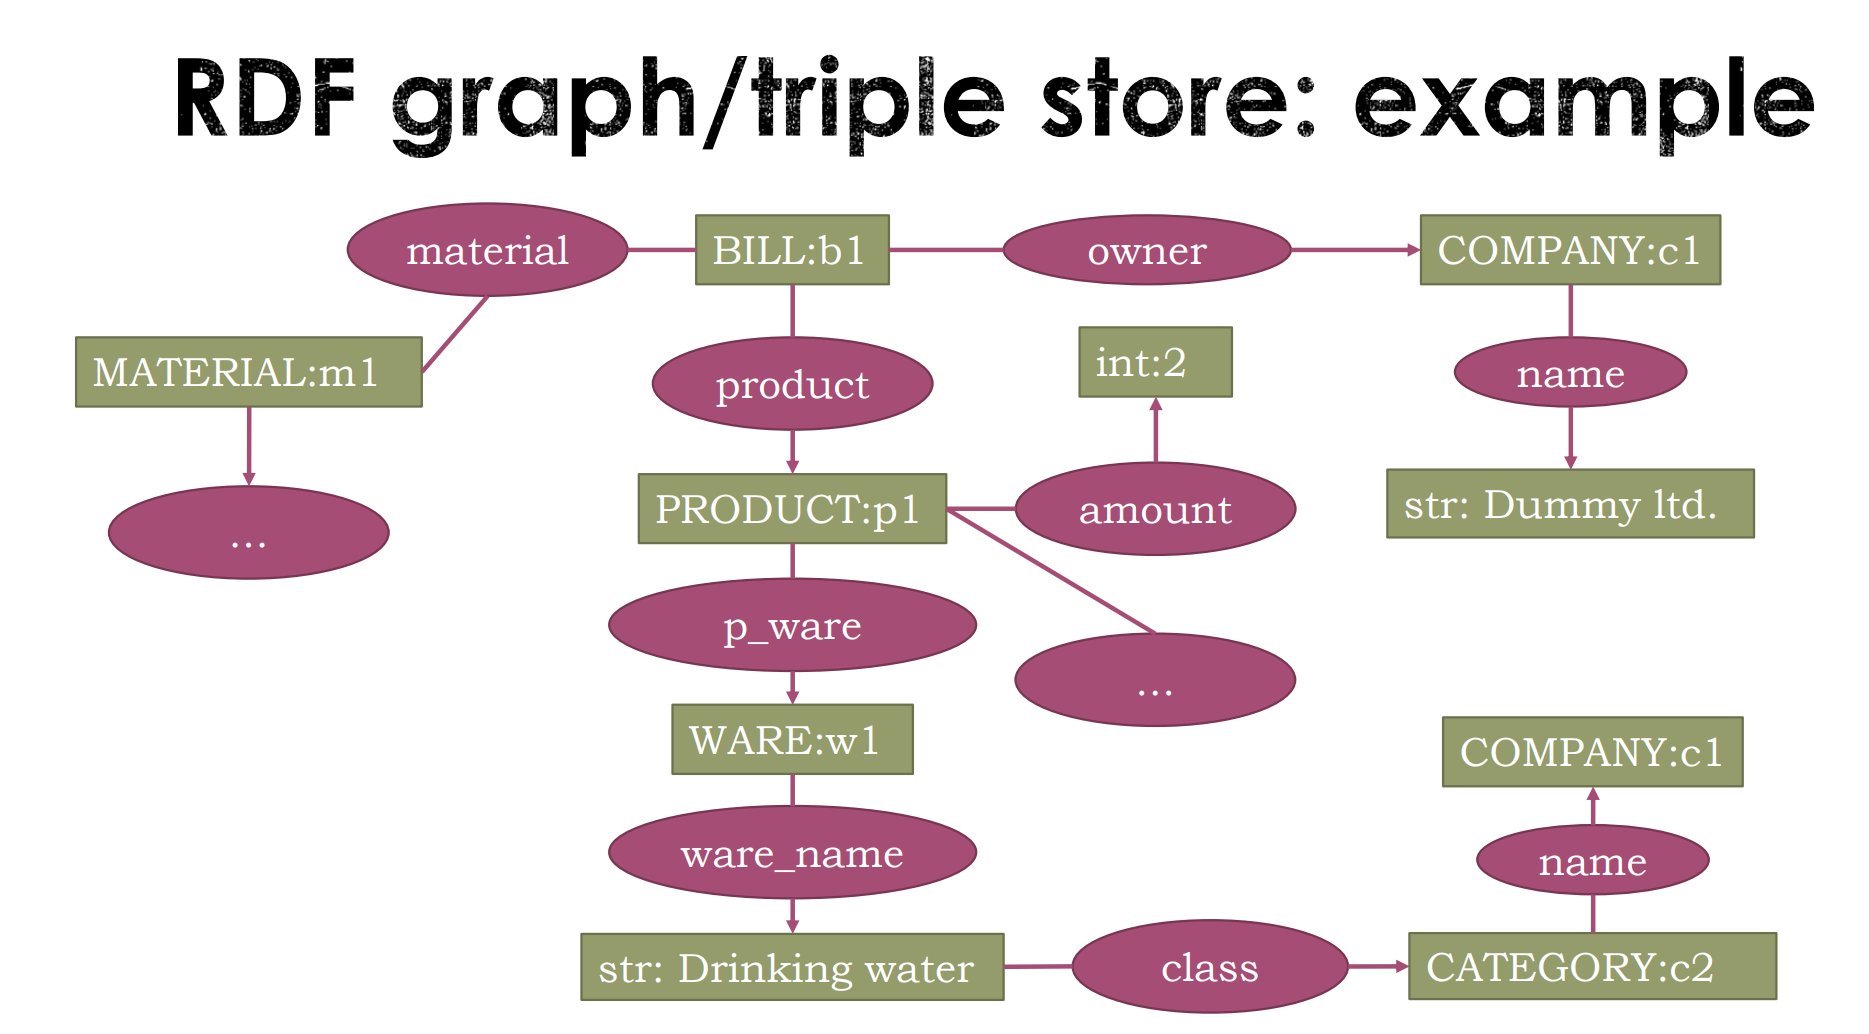 RDF graph/triple store: example
material
BILL:b1
owner
COMPANY:c1
MATERIAL:m1
product
int:2
name
...
PRODUCT:p1
amount
str: Dummy ltd.
p_ware
...
WARE:w1
COMPANY:c1
ware_name
name
str: Drinking water
class
CATEGORY:c2